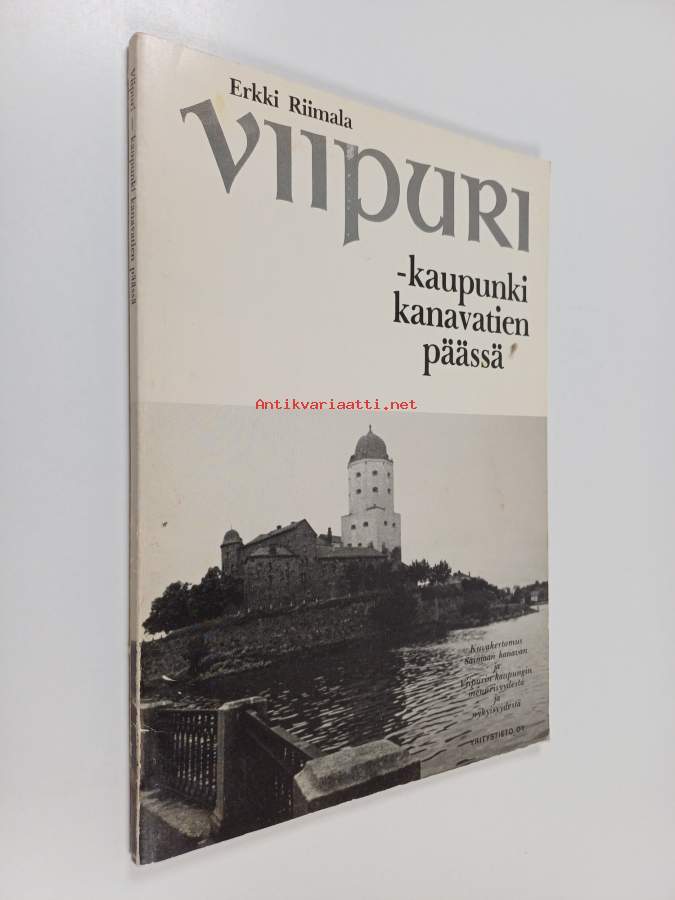 Viipuri - kaupunki kanavatien päässä
Erkki Riimala
VIIPURI
-kaupunki
kanavatien
päässä
Antikvariaatti.net
Kuvakertomus
Saimaan kanavan
ja
Viipurin kaupungin
menneisyydestä
ja
nykyisyydestä
YRITYSTIETO OY